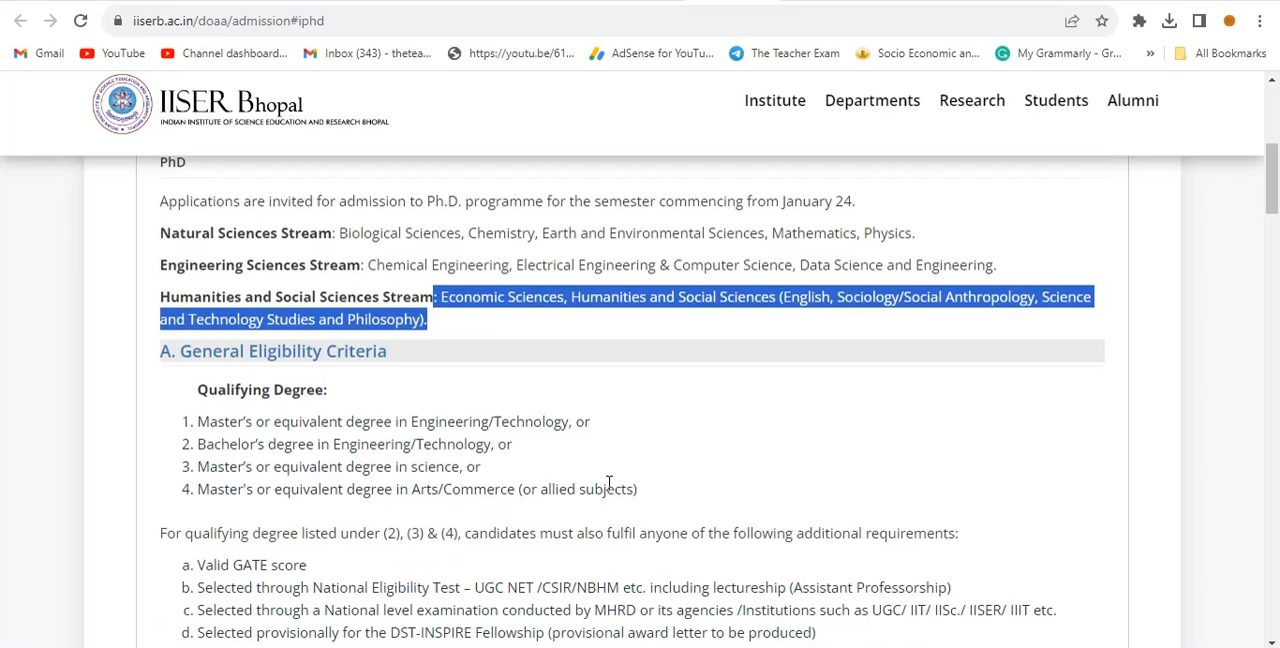 iiserb.ac.in/doaa/admission#iphd
Gmail YouTube Channel dashboard... Inbox (343) - thetea... https://youtu.be/61... AdSense for YouTu... The Teacher Exam Socio Economic an... My Grammarly - Gr... » All Bookmarks
IISER Bhopal
INDIAN INSTITUTE OF SCIENCE EDUCATION AND RESEARCH BHOPAL
Institute Departments Research Students Alumni
PhD
Applications are invited for admission to Ph.D. programme for the semester commencing from January 24.
Natural Sciences Stream: Biological Sciences, Chemistry, Earth and Environmental Sciences, Mathematics, Physics.
Engineering Sciences Stream: Chemical Engineering, Electrical Engineering & Computer Science, Data Science and Engineering.
Humanities and Social Sciences Stream: Economic Sciences, Humanities and Social Sciences (English, Sociology/Social Anthropology, Science
and Technology Studies and Philosophy).
A. General Eligibility Criteria
Qualifying Degree:
1. Master's or equivalent degree in Engineering/Technology, or
2. Bachelor's degree in Engineering/Technology, or
3. Master's or equivalent degree in science, or
4. Master's or equivalent degree in Arts/Commerce (or allied subjects)
For qualifying degree listed under (2), (3) & (4), candidates must also fulfil anyone of the following additional requirements:
a. Valid GATE score
b. Selected through National Eligibility Test – UGC NET /CSIR/NBHM etc. including lectureship (Assistant Professorship)
c. Selected through a National level examination conducted by MHRD or its agencies /Institutions such as UGC/ IIT/ IISc./ IISER/ IIIT etc.
d. Selected provisionally for the DST-INSPIRE Fellowship (provisional award letter to be produced)